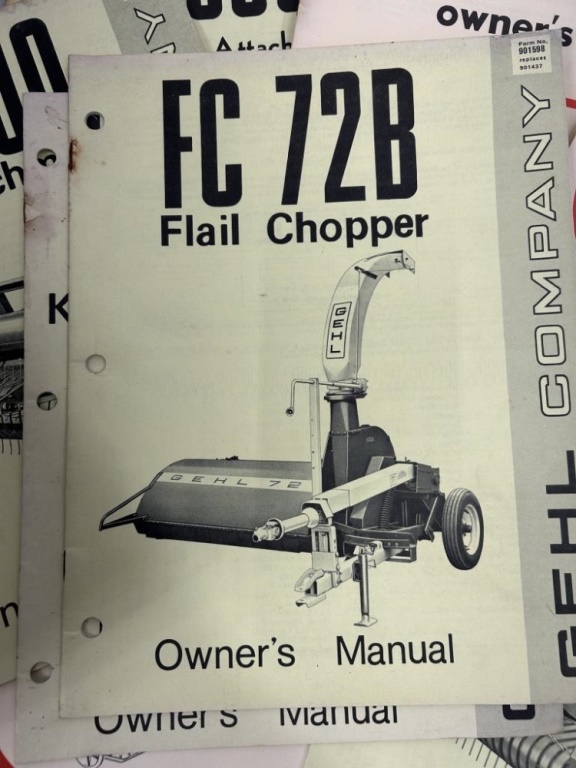 owner's
Attach
Form No.
901598
replaces
901437
FC 72B
Flail Chopper
GEHL
GEHL 72
GEHL COMPANY
Owner's Manual
Owner's Manual